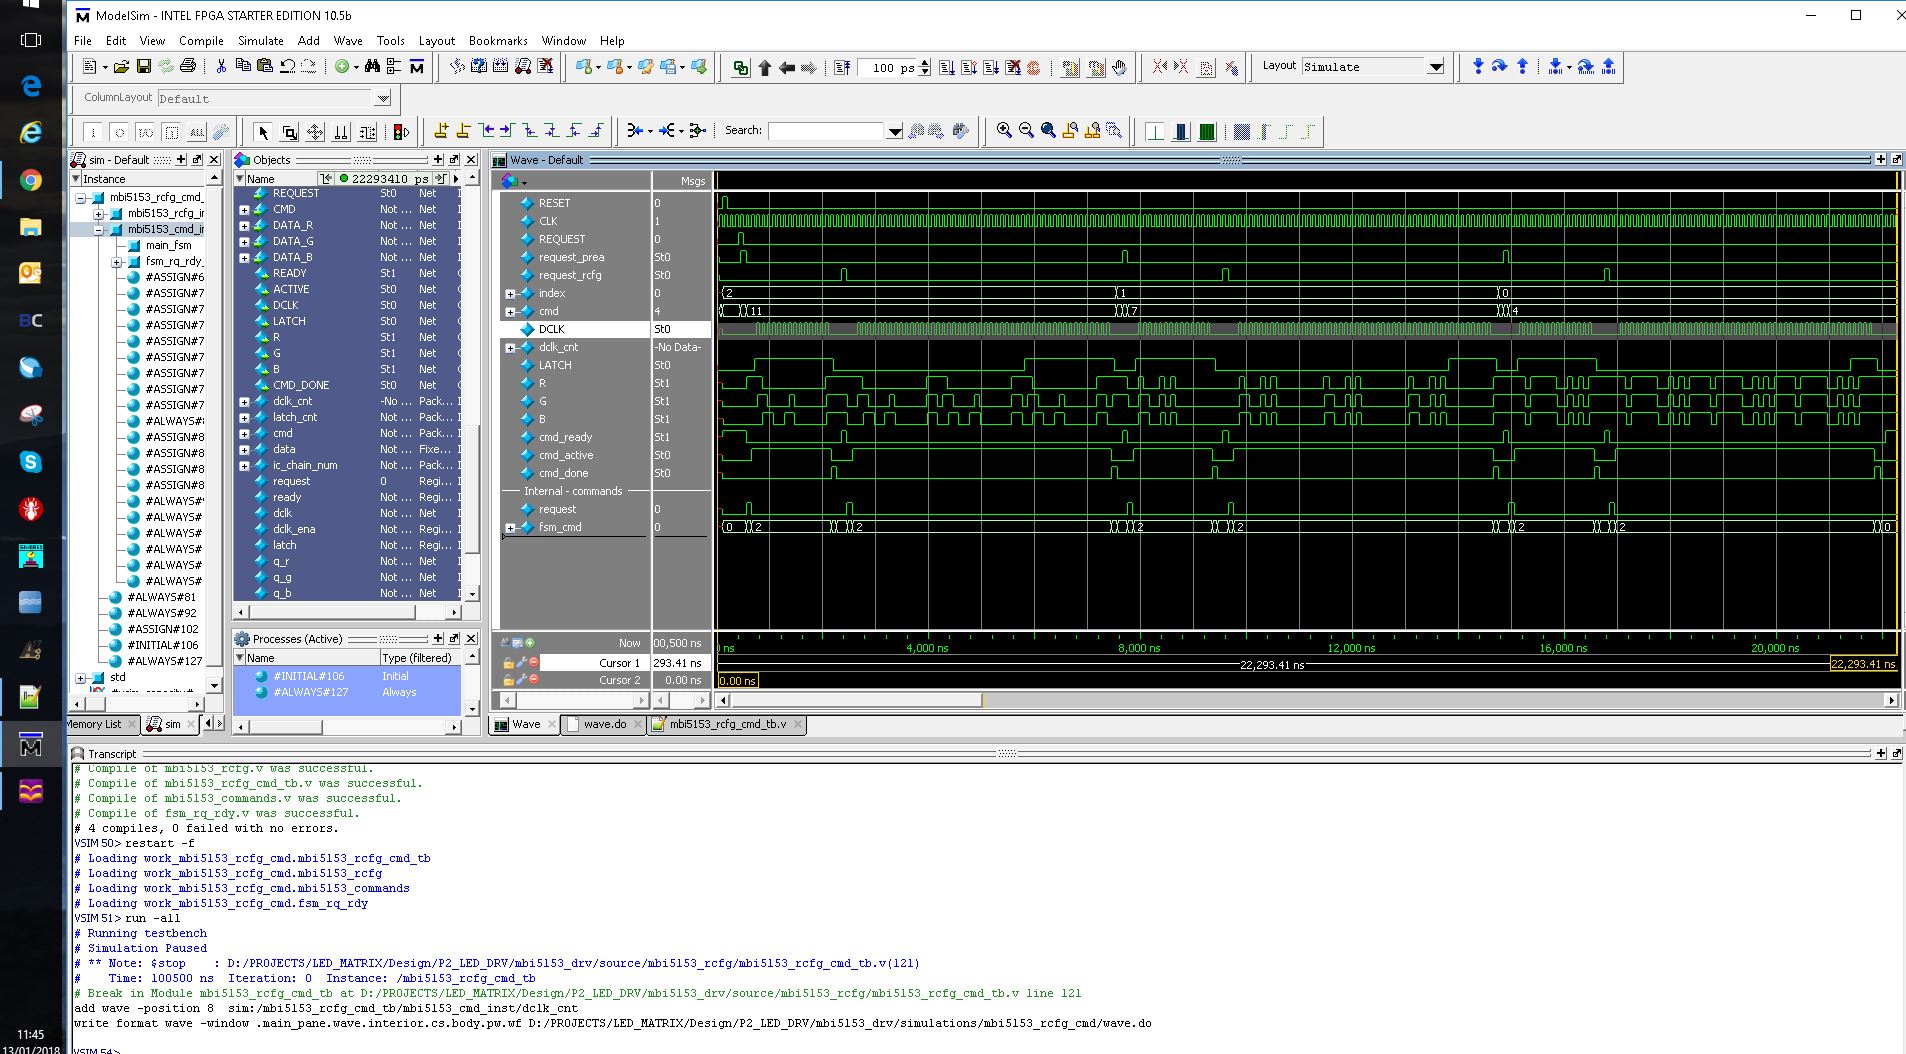 ModelSim - INTEL FPGA STARTER EDITION 10.5b
File Edit View Compile Simulate Add Wave Tools Layout Bookmarks Window Help
100 ps
Layout Simulate
ColumnLayout Default
Search:
sim - Default
Instance
mbi5153_rcfg_cmd_
mbi5153_rcfg_ir
mbi5153_cmd_ir
main_fsm
fsm_rq_rdy_
#ASSIGN#6
#ASSIGN#7
#ASSIGN#7
#ASSIGN#7
#ASSIGN#7
#ASSIGN#7
#ASSIGN#7
#ASSIGN#7
#ASSIGN#7
#ALWAYS#8
#ASSIGN#8
#ASSIGN#8
#ASSIGN#8
#ASSIGN#8
#ALWAYS#9
#ALWAYS#
#ALWAYS#
#ALWAYS#
#ALWAYS#
#ALWAYS#
#ALWAYS#81
#ALWAYS#92
#ASSIGN#102
#INITIAL#106
#ALWAYS#127
std
Memory List
sim
Objects
Name 22293410 ps
REQUEST St0 Net I
CMD Not ... Net I
DATA_R Not ... Net I
DATA_G Not ... Net I
DATA_B Not ... Net I
READY St1 Net
ACTIVE St0 Net
DCLK St0 Net
LATCH St0 Net
R St1 Net
G St1 Net
B St1 Net
CMD_DONE St0 Net
dclk_cnt -No ... Pack... I
latch_cnt Not ... Pack... I
cmd Not ... Pack... I
data Not ... Fixe... I
ic_chain_num Not ... Pack... I
request 0 Regi... I
ready Not ... Regi... I
dclk Not ... Net I
dclk_ena Not ... Regi... I
latch Not ... Regi... I
q_r Not ... Net I
q_g Not ... Net I
q_b Not ... Net I
Processes (Active)
Name Type (filtered)
#INITIAL#106 Initial
#ALWAYS#127 Always
Wave - Default
Msgs
RESET 0
CLK 1
REQUEST 0
request_prea St0
request_rcfg St0
index 0 2 1 0
cmd 4 11 7 4
DCLK St0
dclk_cnt -No Data-
LATCH St0
R St1
G St1
B St1
cmd_ready St1
cmd_active St0
cmd_done St0
Internal - commands
request 0
fsm_cmd 0 0 2 2 2 2 2 2 0
Now 00,500 ns ns 4,000 ns 8,000 ns 12,000 ns 16,000 ns 20,000 ns
Cursor 1 293.41 ns 22,293.41 ns 22,293.41 ns
Cursor 2 0.00 ns 0.00 ns
Wave wave.do mbi5153_rcfg_cmd_tb.v
Transcript
# Compile of mbi5153_rcfg.v was successful.
# Compile of mbi5153_rcfg_cmd_tb.v was successful.
# Compile of mbi5153_commands.v was successful.
# Compile of fsm_rq_rdy.v was successful.
# 4 compiles, 0 failed with no errors.
VSIM 50> restart -f
# Loading work_mbi5153_rcfg_cmd.mbi5153_rcfg_cmd_tb
# Loading work_mbi5153_rcfg_cmd.mbi5153_rcfg
# Loading work_mbi5153_rcfg_cmd.mbi5153_commands
# Loading work_mbi5153_rcfg_cmd.fsm_rq_rdy
VSIM 51> run -all
# Running testbench
# Simulation Paused
# ** Note: $stop : D:/PROJECTS/LED_MATRIX/Design/P2_LED_DRV/mbi5153_drv/source/mbi5153_rcfg/mbi5153_rcfg_cmd_tb.v(121)
# Time: 100500 ns Iteration: 0 Instance: /mbi5153_rcfg_cmd_tb
# Break in Module mbi5153_rcfg_cmd_tb at D:/PROJECTS/LED_MATRIX/Design/P2_LED_DRV/mbi5153_drv/source/mbi5153_rcfg/mbi5153_rcfg_cmd_tb.v line 121
add wave -position 8 sim:/mbi5153_rcfg_cmd_tb/mbi5153_cmd_inst/dclk_cnt
write format wave -window .main_pane.wave.interior.cs.body.pw.wf D:/PROJECTS/LED_MATRIX/Design/P2_LED_DRV/mbi5153_drv/simulations/mbi5153_rcfg_cmd/wave.do
VSIM 54>
BC
11:45
13/01/2018